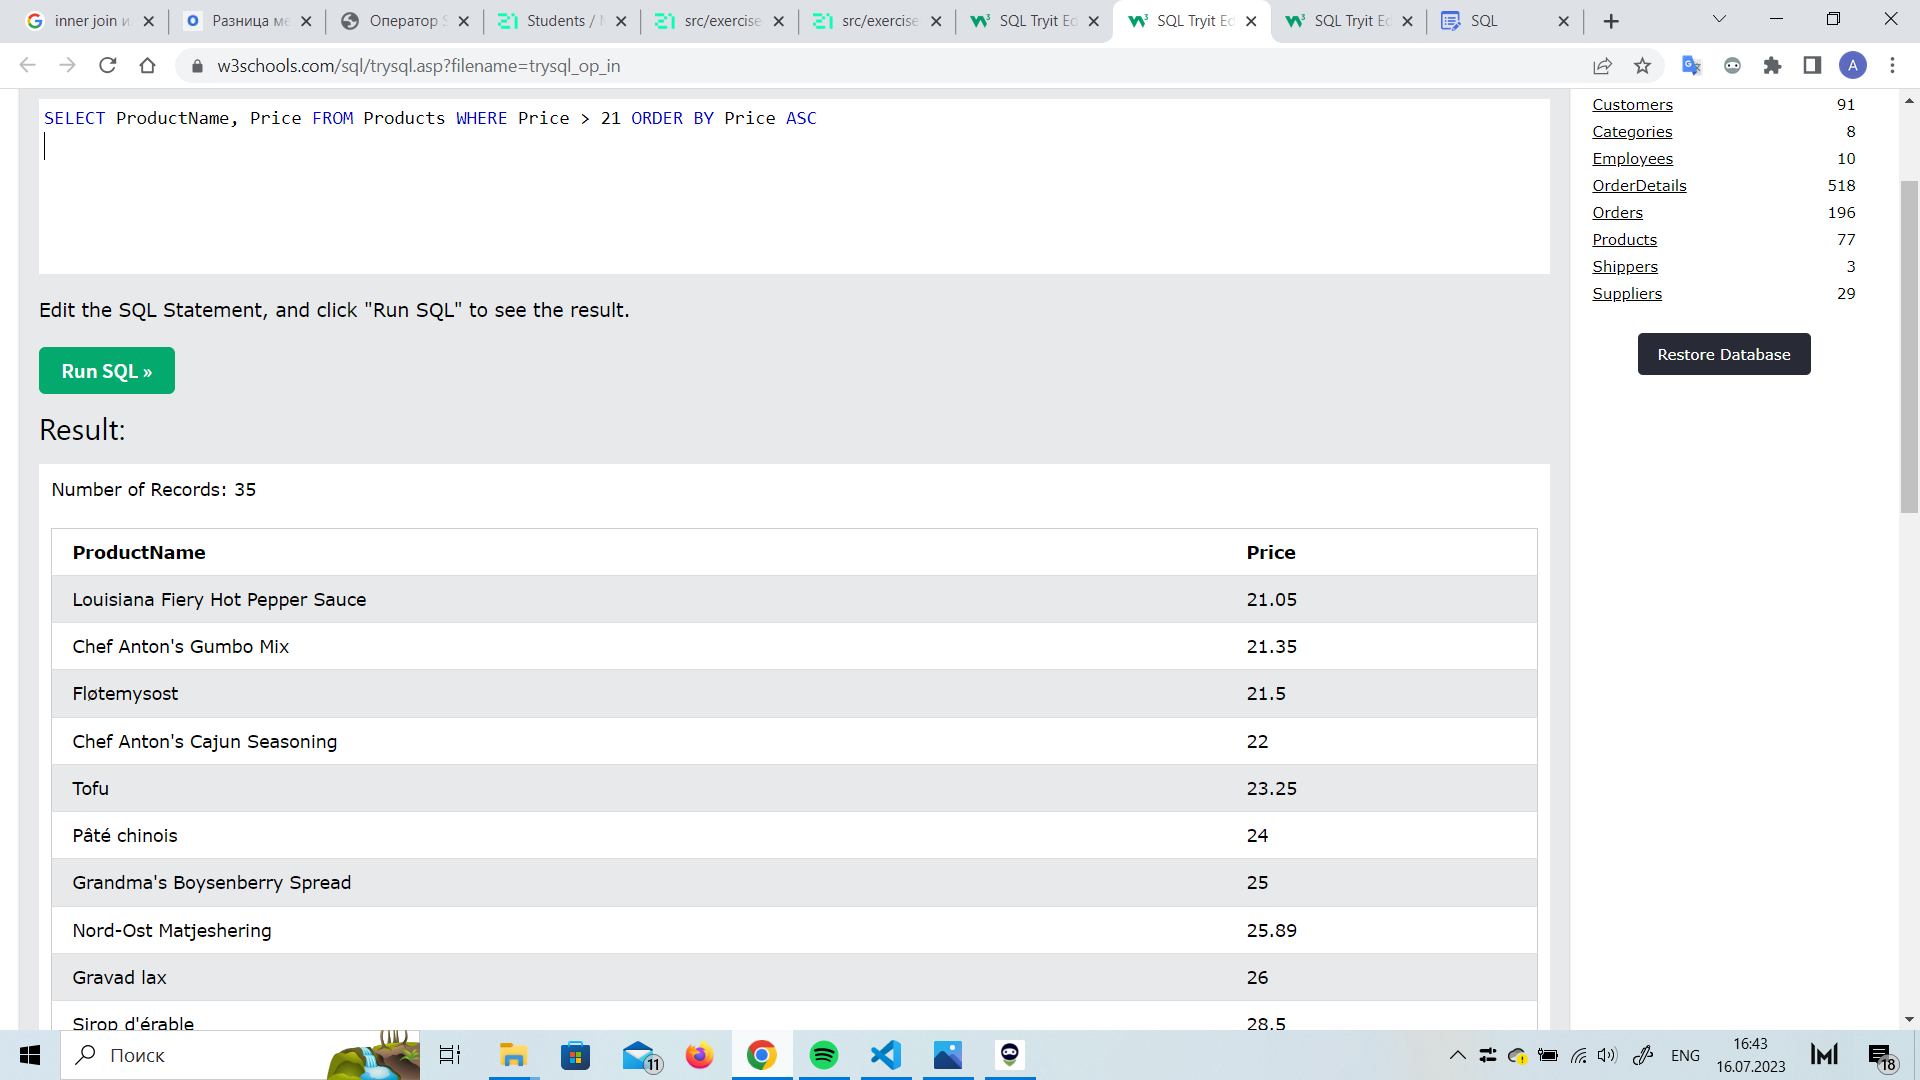 inner join и
Разница ме
Оператор S
Students / M
src/exercise
src/exercise
SQL Tryit Ed
SQL Tryit Ed
SQL Tryit Ed
SQL
w3schools.com/sql/trysql.asp?filename=trysql_op_in
A
SELECT ProductName, Price FROM Products WHERE Price > 21 ORDER BY Price ASC
Edit the SQL Statement, and click "Run SQL" to see the result.
Run SQL »
Result:
Number of Records: 35
ProductName Price
Louisiana Fiery Hot Pepper Sauce 21.05
Chef Anton's Gumbo Mix 21.35
Fløtemysost 21.5
Chef Anton's Cajun Seasoning 22
Tofu 23.25
Pâté chinois 24
Grandma's Boysenberry Spread 25
Nord-Ost Matjeshering 25.89
Gravad lax 26
Sirop d'érable 28.5
Customers 91
Categories 8
Employees 10
OrderDetails 518
Orders 196
Products 77
Shippers 3
Suppliers 29
Restore Database
Поиск
11
ENG
16:43
16.07.2023
18